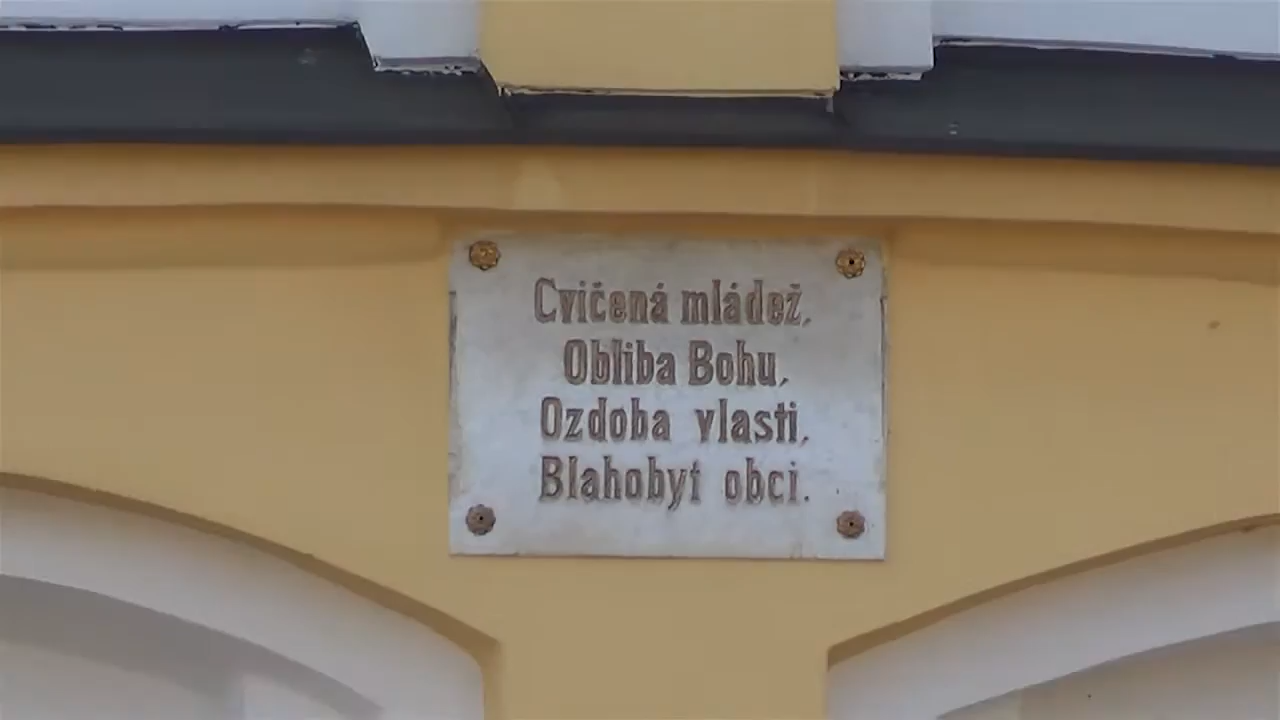 Cvičená mládež,
Obliba Bohu,
Ozdoba vlasti,
Blahobyt obci.